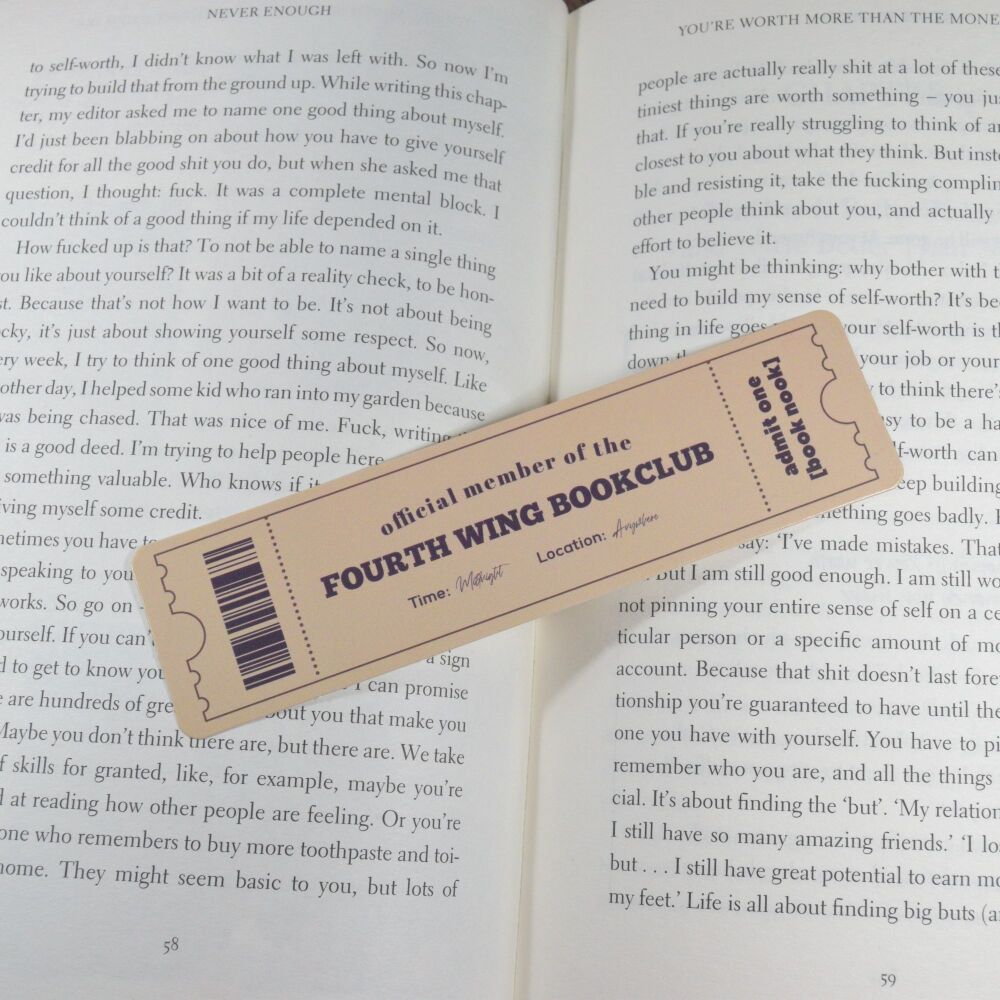 NEVER ENOUGH
to self-worth, I didn't know what I was left with. So now I'm
trying to build that from the ground up. While writing this chap-
ter, my editor asked me to name one good thing about myself.
I'd just been blabbing on about how you have to give yourself
credit for all the good shit you do, but when she asked me that
question, I thought: fuck. It was a complete mental block. I
couldn't think of a good thing if my life depended on it.
How fucked up is that? To not be able to name a single thing
you like about yourself? It was a bit of a reality check, to be hon-
st. Because that's not how I want to be. It's not about being
cky, it's just about showing yourself some respect. So now,
ery week, I try to think of one good thing about myself. Like
other day, I helped some kid who ran into my garden because
was being chased. That was nice of me. Fuck, writing
is a good deed. I'm trying to help people here
something valuable. Who knows if it
iving myself some credit.
metimes you have to
speaking to you
works. So go on
ourself. If you can't
d to get to know you a sign
e are hundreds of gre I can promise
Maybe you don't think about you that make you
there are, but there are. We take
f skills for granted, like, for example, maybe you're
d at reading how other people are feeling. Or you're
one who remembers to buy more toothpaste and toi-
home. They might seem basic to you, but lots of
58
YOU'RE WORTH MORE THAN THE MONE
people are actually really shit at a lot of these
tiniest things are worth something – you jus
that. If you're really struggling to think of an
closest to you about what they think. But inste
ble and resisting it, take the fucking complim
other people think about you, and actually
effort to believe it.
You might be thinking: why bother with t
need to build my sense of self-worth? It's be
thing in life goes your self-worth is th
down your job or your
to think there's
sy to be a ha
f-worth can
eep building
ething goes badly.
say: 'I've made mistakes. That
But I am still good enough. I am still wo
not pinning your entire sense of self on a ce
ticular person or a specific amount of mo
account. Because that shit doesn't last fore
tionship you're guaranteed to have until the
one you have with yourself. You have to pi
remember who you are, and all the things
cial. It's about finding the 'but'. 'My relation
I still have so many amazing friends.' 'I los
but . . . I still have great potential to earn mo
my feet.' Life is all about finding big buts (a
59
official member of the
FOURTH WING BOOKCLUB
Time: Midnight Location: Anywhere
admit one
[book nook]